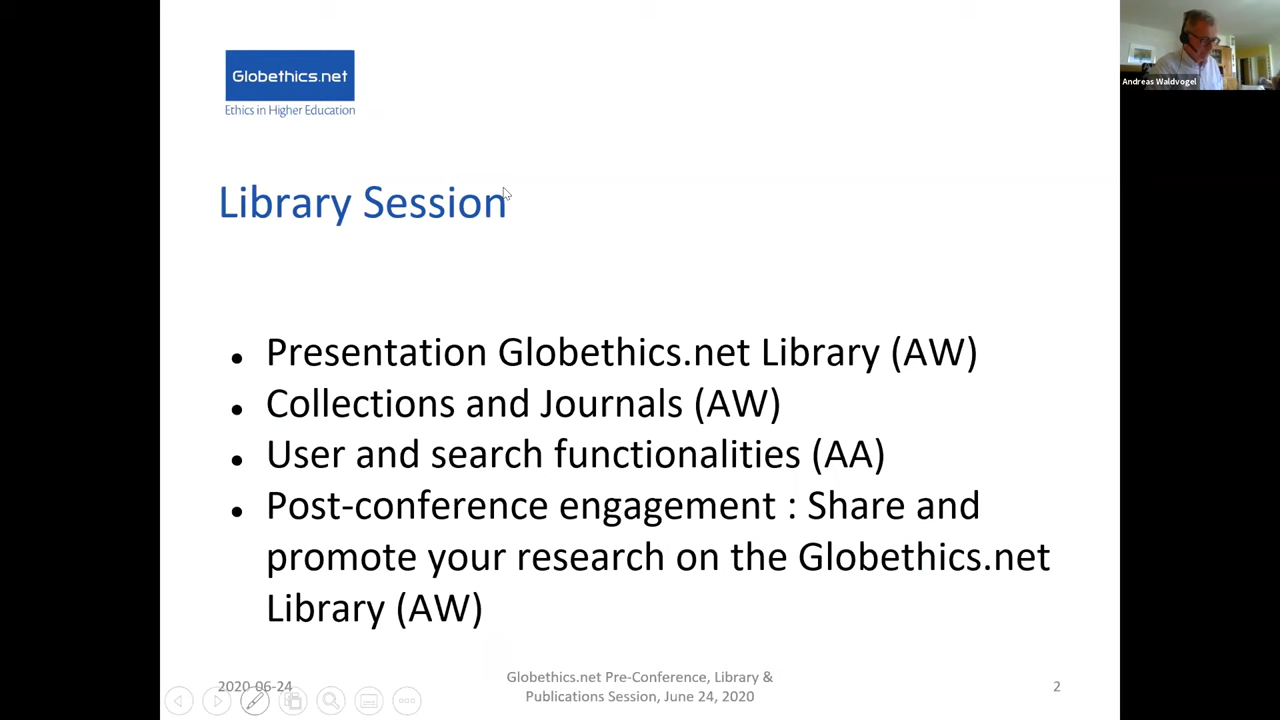 Globethics.net
Ethics in Higher Education
Andreas Waldvogel
Library Session
• Presentation Globethics.net Library (AW)
• Collections and Journals (AW)
• User and search functionalities (AA)
• Post-conference engagement : Share and
promote your research on the Globethics.net
Library (AW)
2020-06-24
Globethics.net Pre-Conference, Library &
Publications Session, June 24, 2020
2